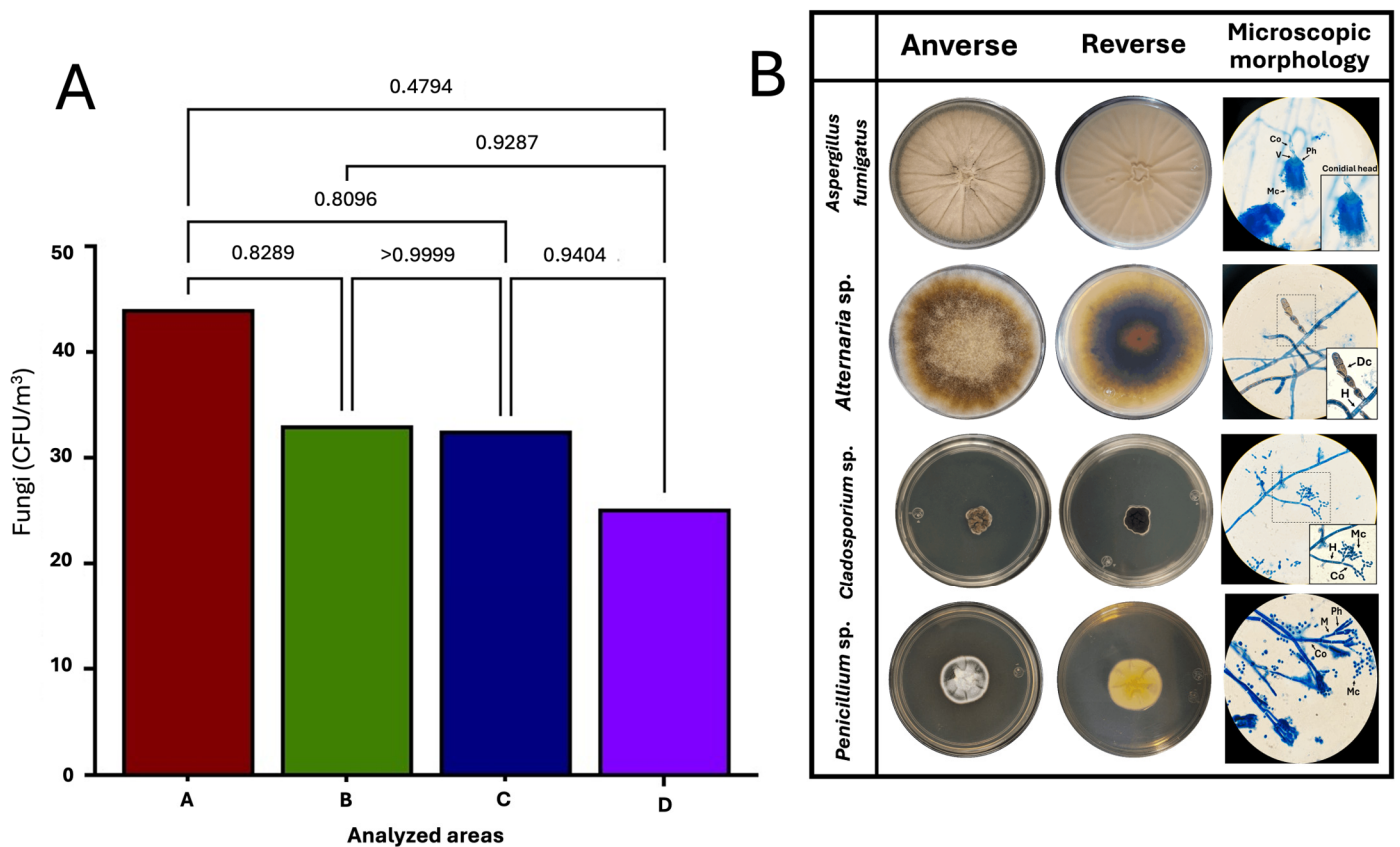 A
0.4794
0.9287
0.8096
0.8289
>0.9999
0.9404
50
40
30
20
10
0
Fungi (CFU/m³)
A
B
C
D
Analyzed areas
B
Anverse
Reverse
Microscopic
morphology
Aspergillus
fumigatus
Co
V
Ph
Mc
Conidial head
Alternaria sp.
Dc
H
Cladosporium sp.
Mc
H
Co
Penicillium sp.
Ph
M
Co
Mc